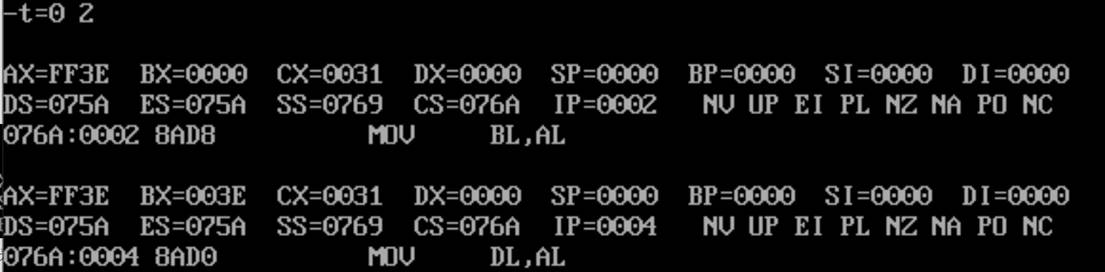 -t=0 2
AX=FF3E BX=0000 CX=0031 DX=0000 SP=0000 BP=0000 SI=0000 DI=0000
DS=075A ES=075A SS=0769 CS=076A IP=0002 NV UP EI PL NZ NA PO NC
076A:0002 8AD8 MOV BL,AL
AX=FF3E BX=003E CX=0031 DX=0000 SP=0000 BP=0000 SI=0000 DI=0000
DS=075A ES=075A SS=0769 CS=076A IP=0004 NV UP EI PL NZ NA PO NC
076A:0004 8AD0 MOV DL,AL